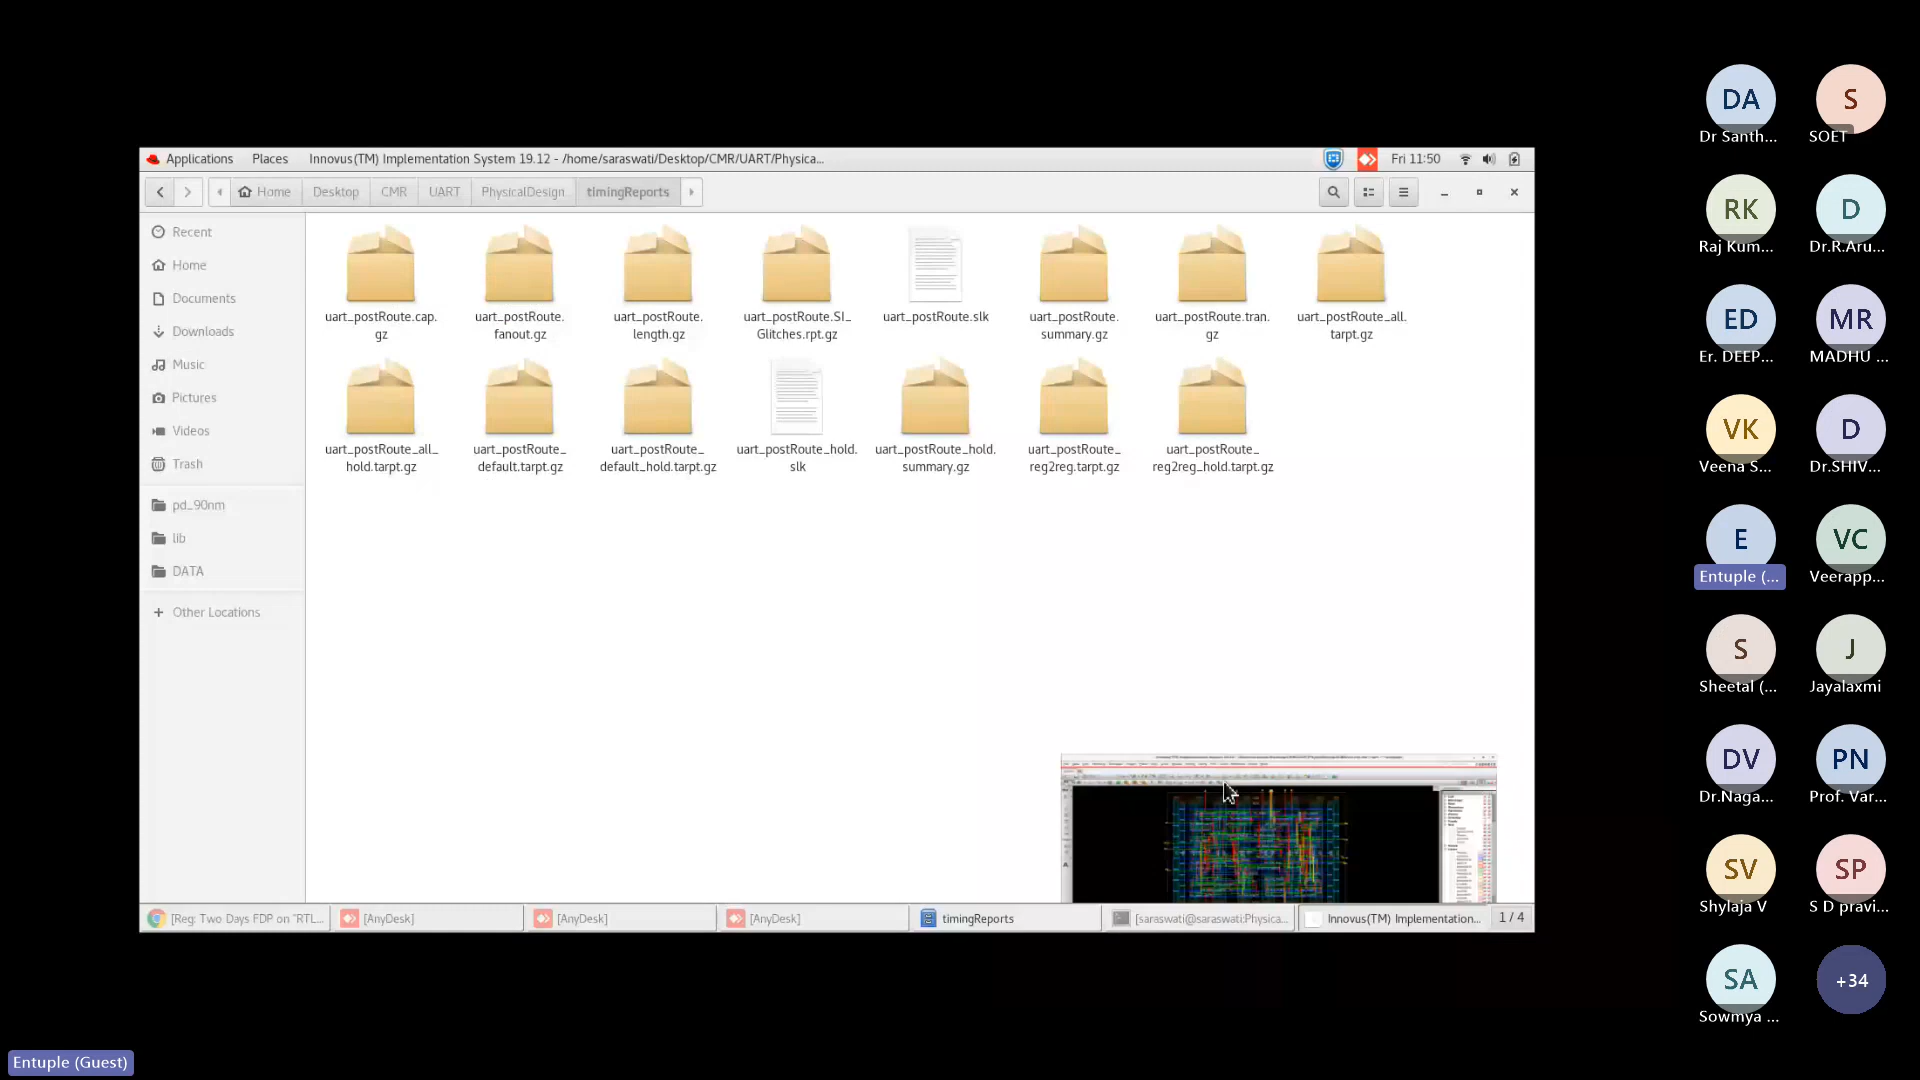 Applications Places Innovus(TM) Implementation System 19.12 - /home/saraswati/Desktop/CMR/UART/Physica... Fri 11:50
Home Desktop CMR UART PhysicalDesign timingReports
Recent
Home
Documents
Downloads
Music
Pictures
Videos
Trash
pd_90nm
lib
DATA
+ Other Locations
uart_postRoute.cap.
gz
uart_postRoute.
fanout.gz
uart_postRoute.
length.gz
uart_postRoute.SI_
Glitches.rpt.gz
uart_postRoute.slk
uart_postRoute.
summary.gz
uart_postRoute.tran.
gz
uart_postRoute_all.
tarpt.gz
uart_postRoute_all_
hold.tarpt.gz
uart_postRoute_
default.tarpt.gz
uart_postRoute_
default_hold.tarpt.gz
uart_postRoute_hold.
slk
uart_postRoute_hold.
summary.gz
uart_postRoute_
reg2reg.tarpt.gz
uart_postRoute_
reg2reg_hold.tarpt.gz
[Reg: Two Days FDP on "RTL... [AnyDesk] [AnyDesk] [AnyDesk] timingReports [saraswati@saraswati:Physica... Innovus(TM) Implementation... 1 / 4
DA
Dr Santh...
S
SOET
RK
Raj Kum...
D
Dr.R.Aru...
ED
Er. DEEP...
MR
MADHU ...
VK
Veena S...
D
Dr.SHIV...
E
Entuple (...
VC
Veerapp...
S
Sheetal (...
J
Jayalaxmi
DV
Dr.Naga...
PN
Prof. Var...
SV
Shylaja V
SP
S D pravi...
SA
Sowmya ...
+34
Entuple (Guest)